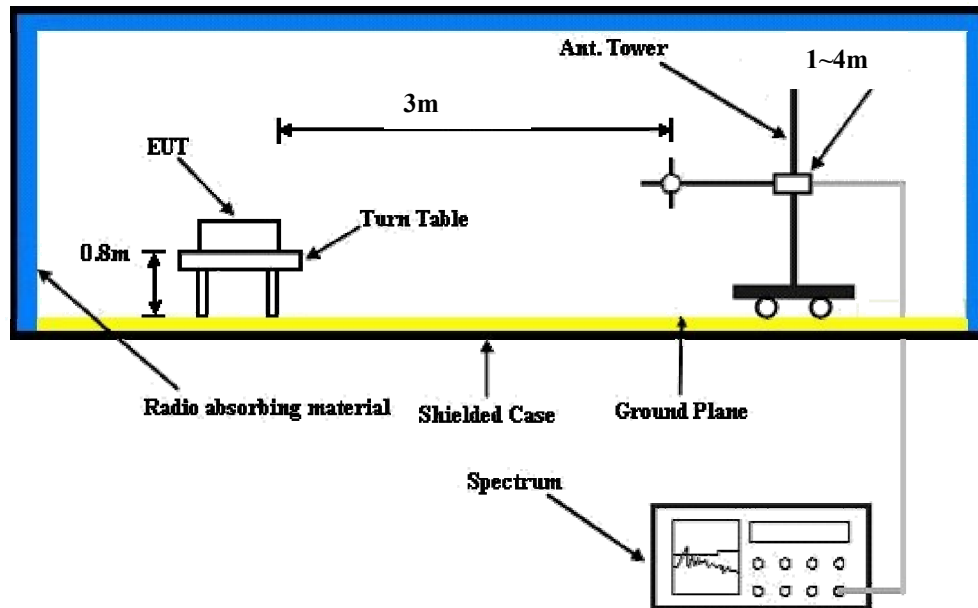 Ant. Tower
1~4m
3m
EUT
Turn Table
0.8m
Radio absorbing material
Shielded Case
Ground Plane
Spectrum